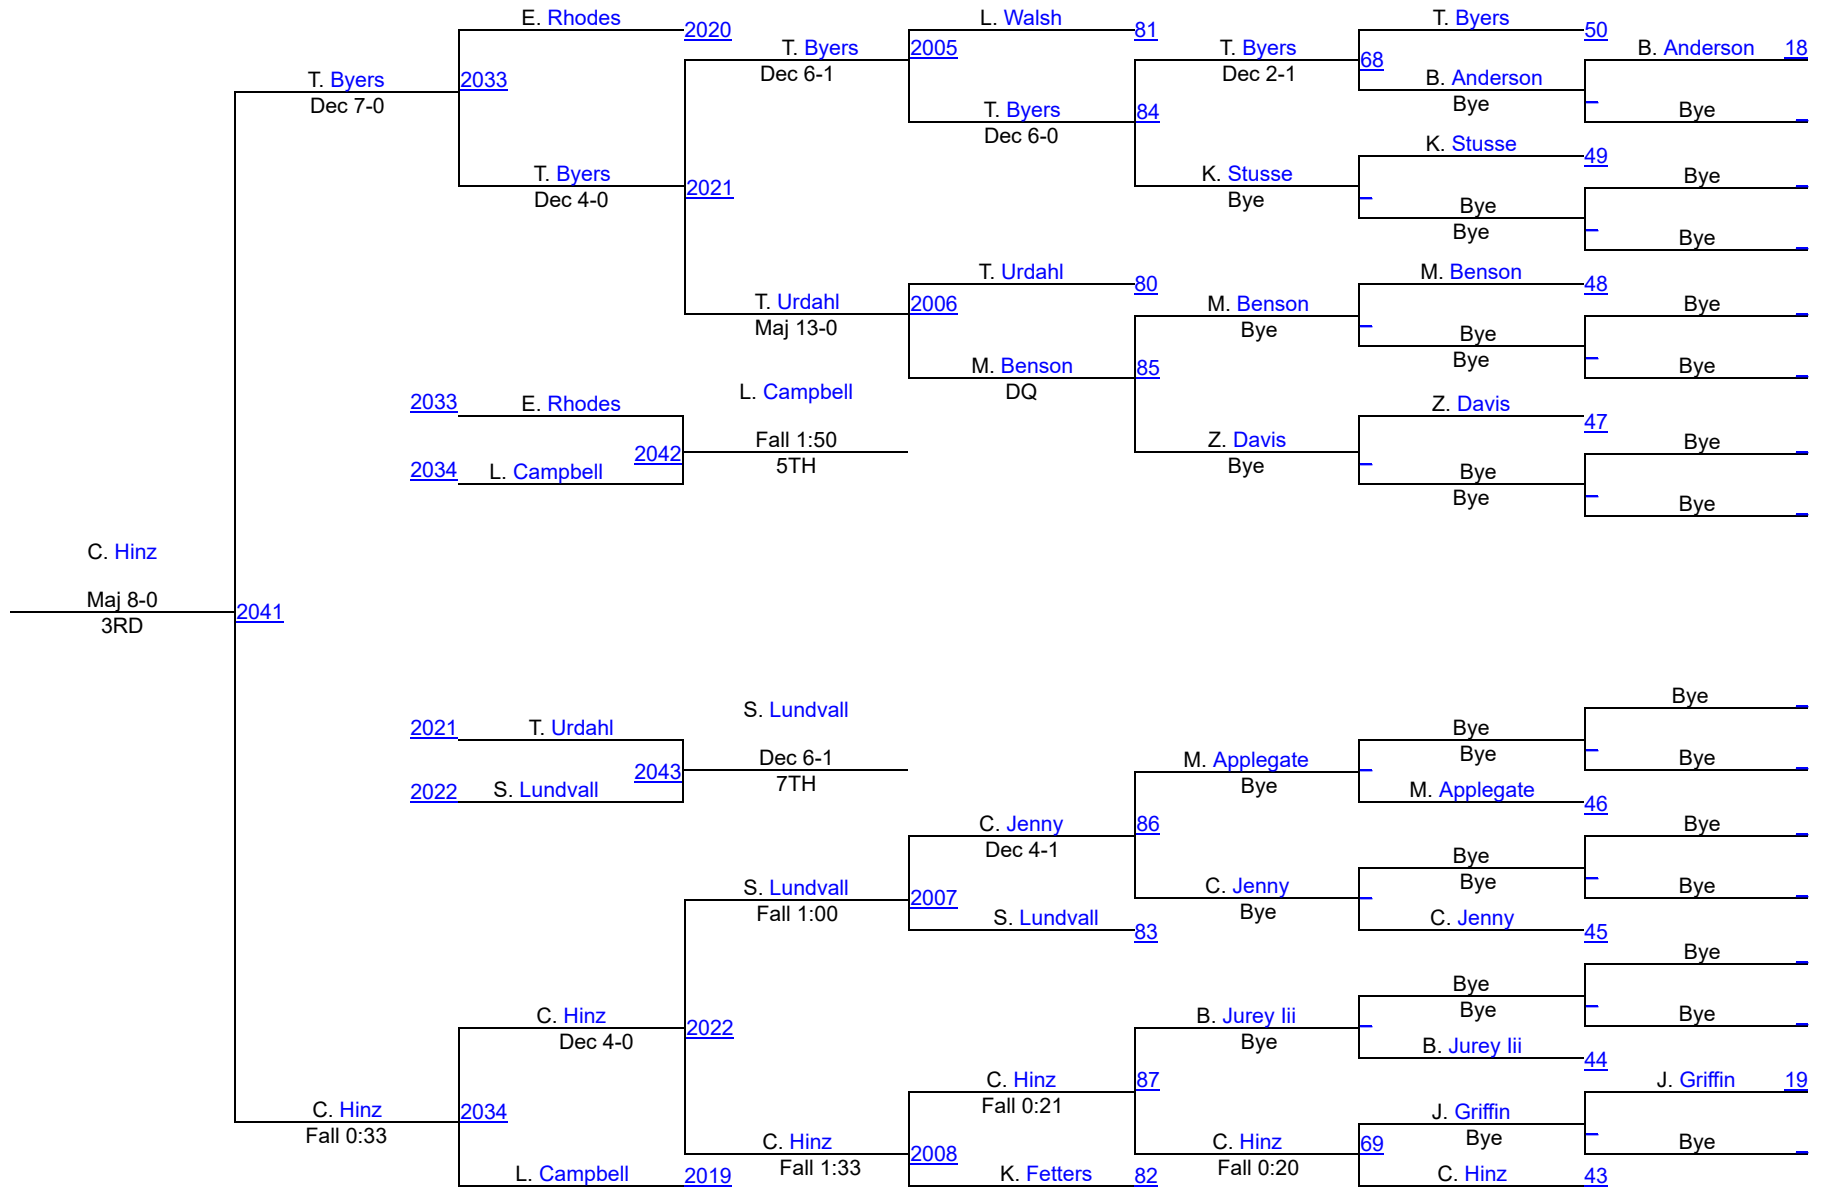 E. Rhodes
2020
L. Walsh
81
T. Byers
50
T. Byers
Dec 7-0
2033
T. Byers
Dec 6-1
2005
T. Byers
Dec 2-1
68
B. Anderson
Bye
B. Anderson
18
Bye
T. Byers
Dec 6-0
84
T. Byers
Dec 4-0
2021
K. Stusse
Bye
K. Stusse
49
Bye
Bye
Bye
Bye
T. Urdahl
Maj 13-0
2006
T. Urdahl
80
M. Benson
Bye
M. Benson
48
Bye
Bye
Bye
Bye
M. Benson
DQ
85
2033
E. Rhodes
2034
L. Campbell
2042
L. Campbell
Fall 1:50
5TH
Z. Davis
Bye
Z. Davis
47
Bye
Bye
Bye
Bye
C. Hinz
Maj 8-0
3RD
2041
2021
T. Urdahl
2022
S. Lundvall
2043
S. Lundvall
Dec 6-1
7TH
M. Applegate
Bye
Bye
Bye
M. Applegate
46
Bye
Bye
C. Jenny
Dec 4-1
86
S. Lundvall
Fall 1:00
2007
S. Lundvall
83
C. Jenny
Bye
Bye
Bye
C. Jenny
45
Bye
Bye
C. Hinz
Dec 4-0
2022
B. Jurey Iii
Bye
Bye
Bye
B. Jurey Iii
44
Bye
Bye
C. Hinz
Fall 0:21
87
C. Hinz
Fall 0:33
2034
C. Hinz
Fall 1:33
2008
C. Hinz
Fall 0:20
69
J. Griffin
Bye
J. Griffin
19
Bye
L. Campbell
2019
K. Fetters
82
C. Hinz
43